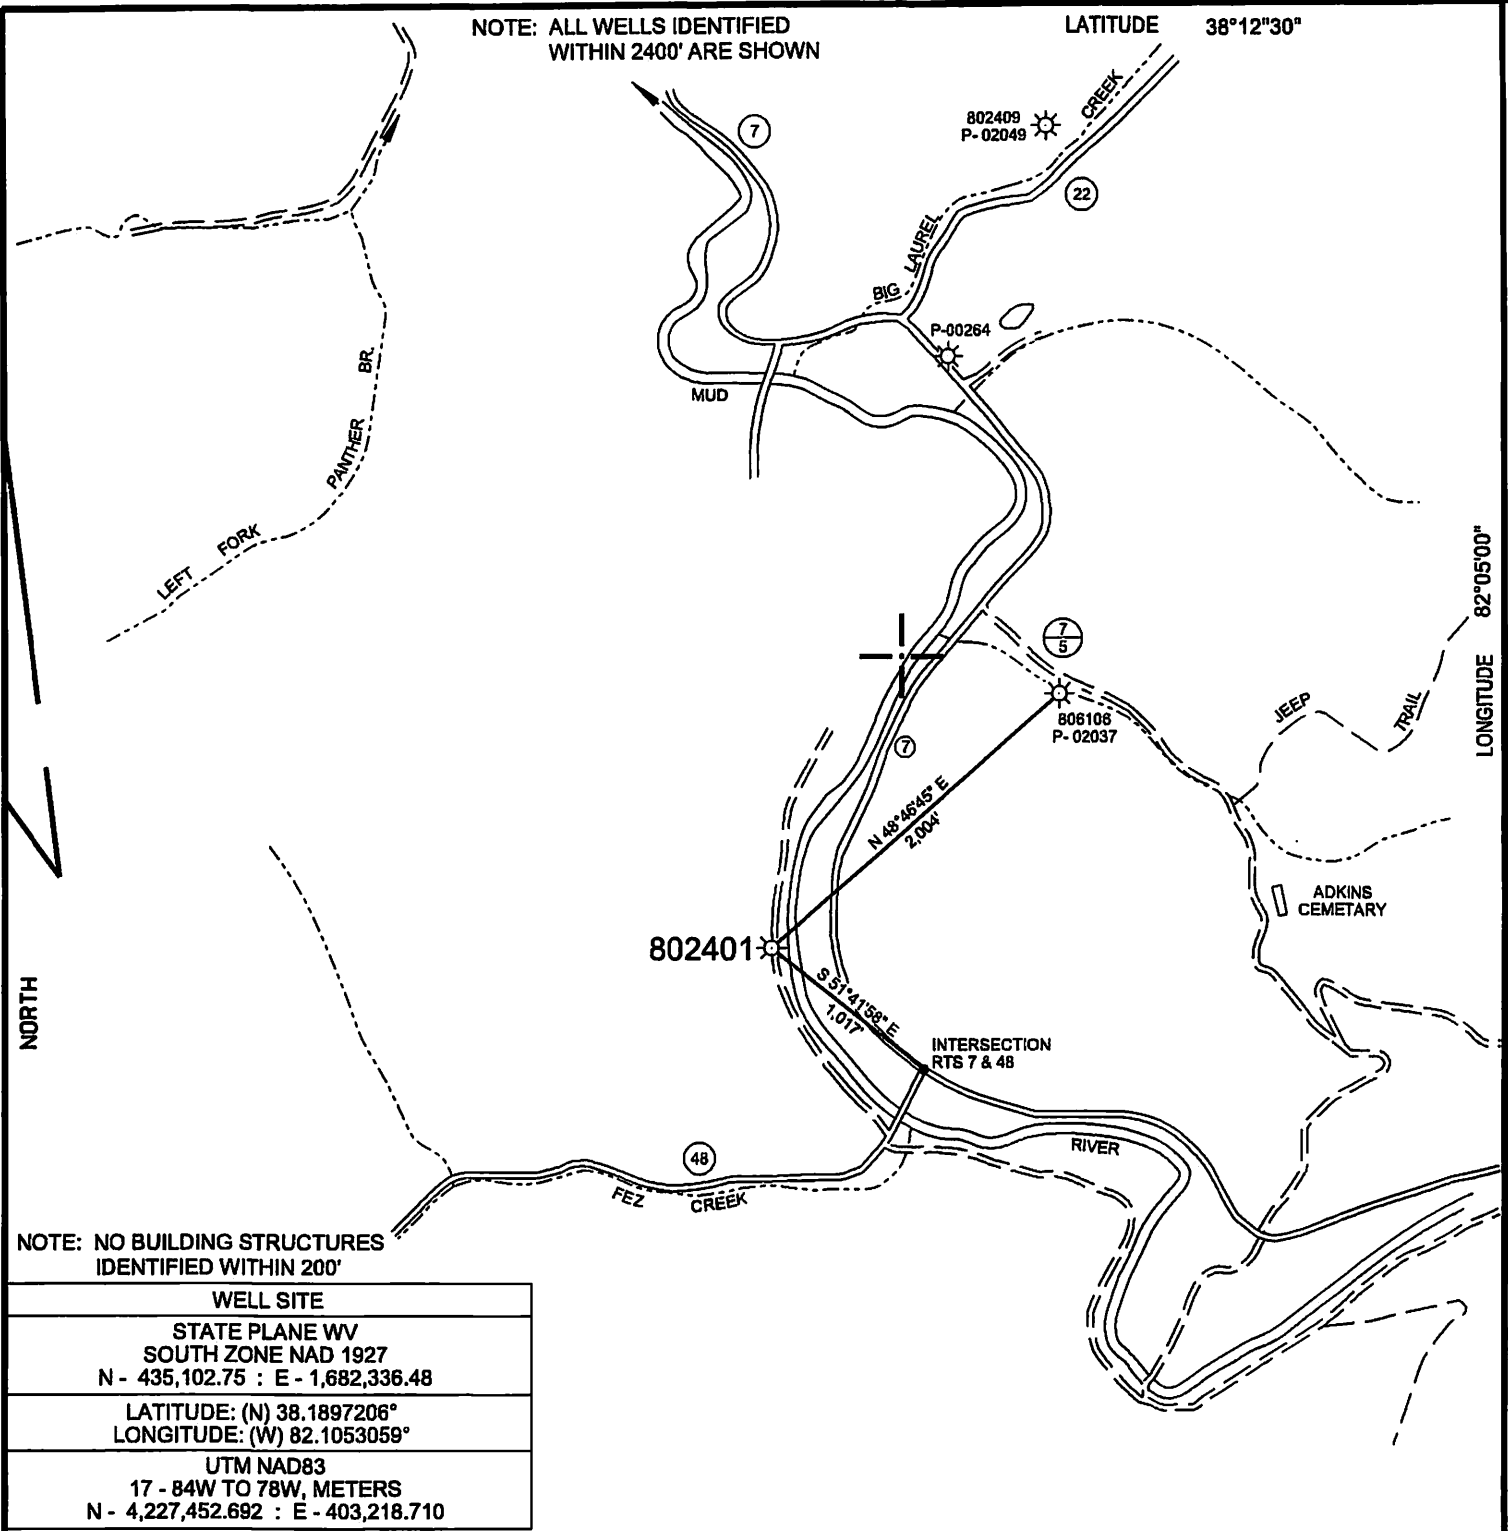 NOTE: ALL WELLS IDENTIFIED
WITHIN 2400' ARE SHOWN
LATITUDE 38°12"30"
802409
P- 02049
CREEK
7
22
LAUREL
BIG
P-00264
MUD
BR.
PANTHER
FORK
LEFT
LONGITUDE 82°05'00"
7
5
806106
P- 02037
JEEP
TRAIL
7
N 48°46'45" E
2,004'
ADKINS
CEMETARY
802401
S 51°41'58" E
1,017'
NORTH
INTERSECTION
RTS 7 & 48
RIVER
48
FEZ
CREEK
NOTE: NO BUILDING STRUCTURES
IDENTIFIED WITHIN 200'
WELL SITE
STATE PLANE WV
SOUTH ZONE NAD 1927
N - 435,102.75 : E - 1,682,336.48
LATITUDE: (N) 38.1897206°
LONGITUDE: (W) 82.1053059°
UTM NAD83
17 - 84W TO 78W, METERS
N - 4,227,452.692 : E - 403,218.710